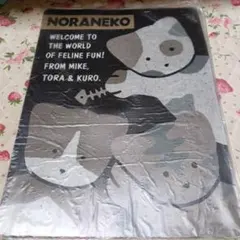 NORANEKO
WELCOME TO
THE WORLD
OF FELINE FUN!
FROM MIKE,
TORA & KURO.